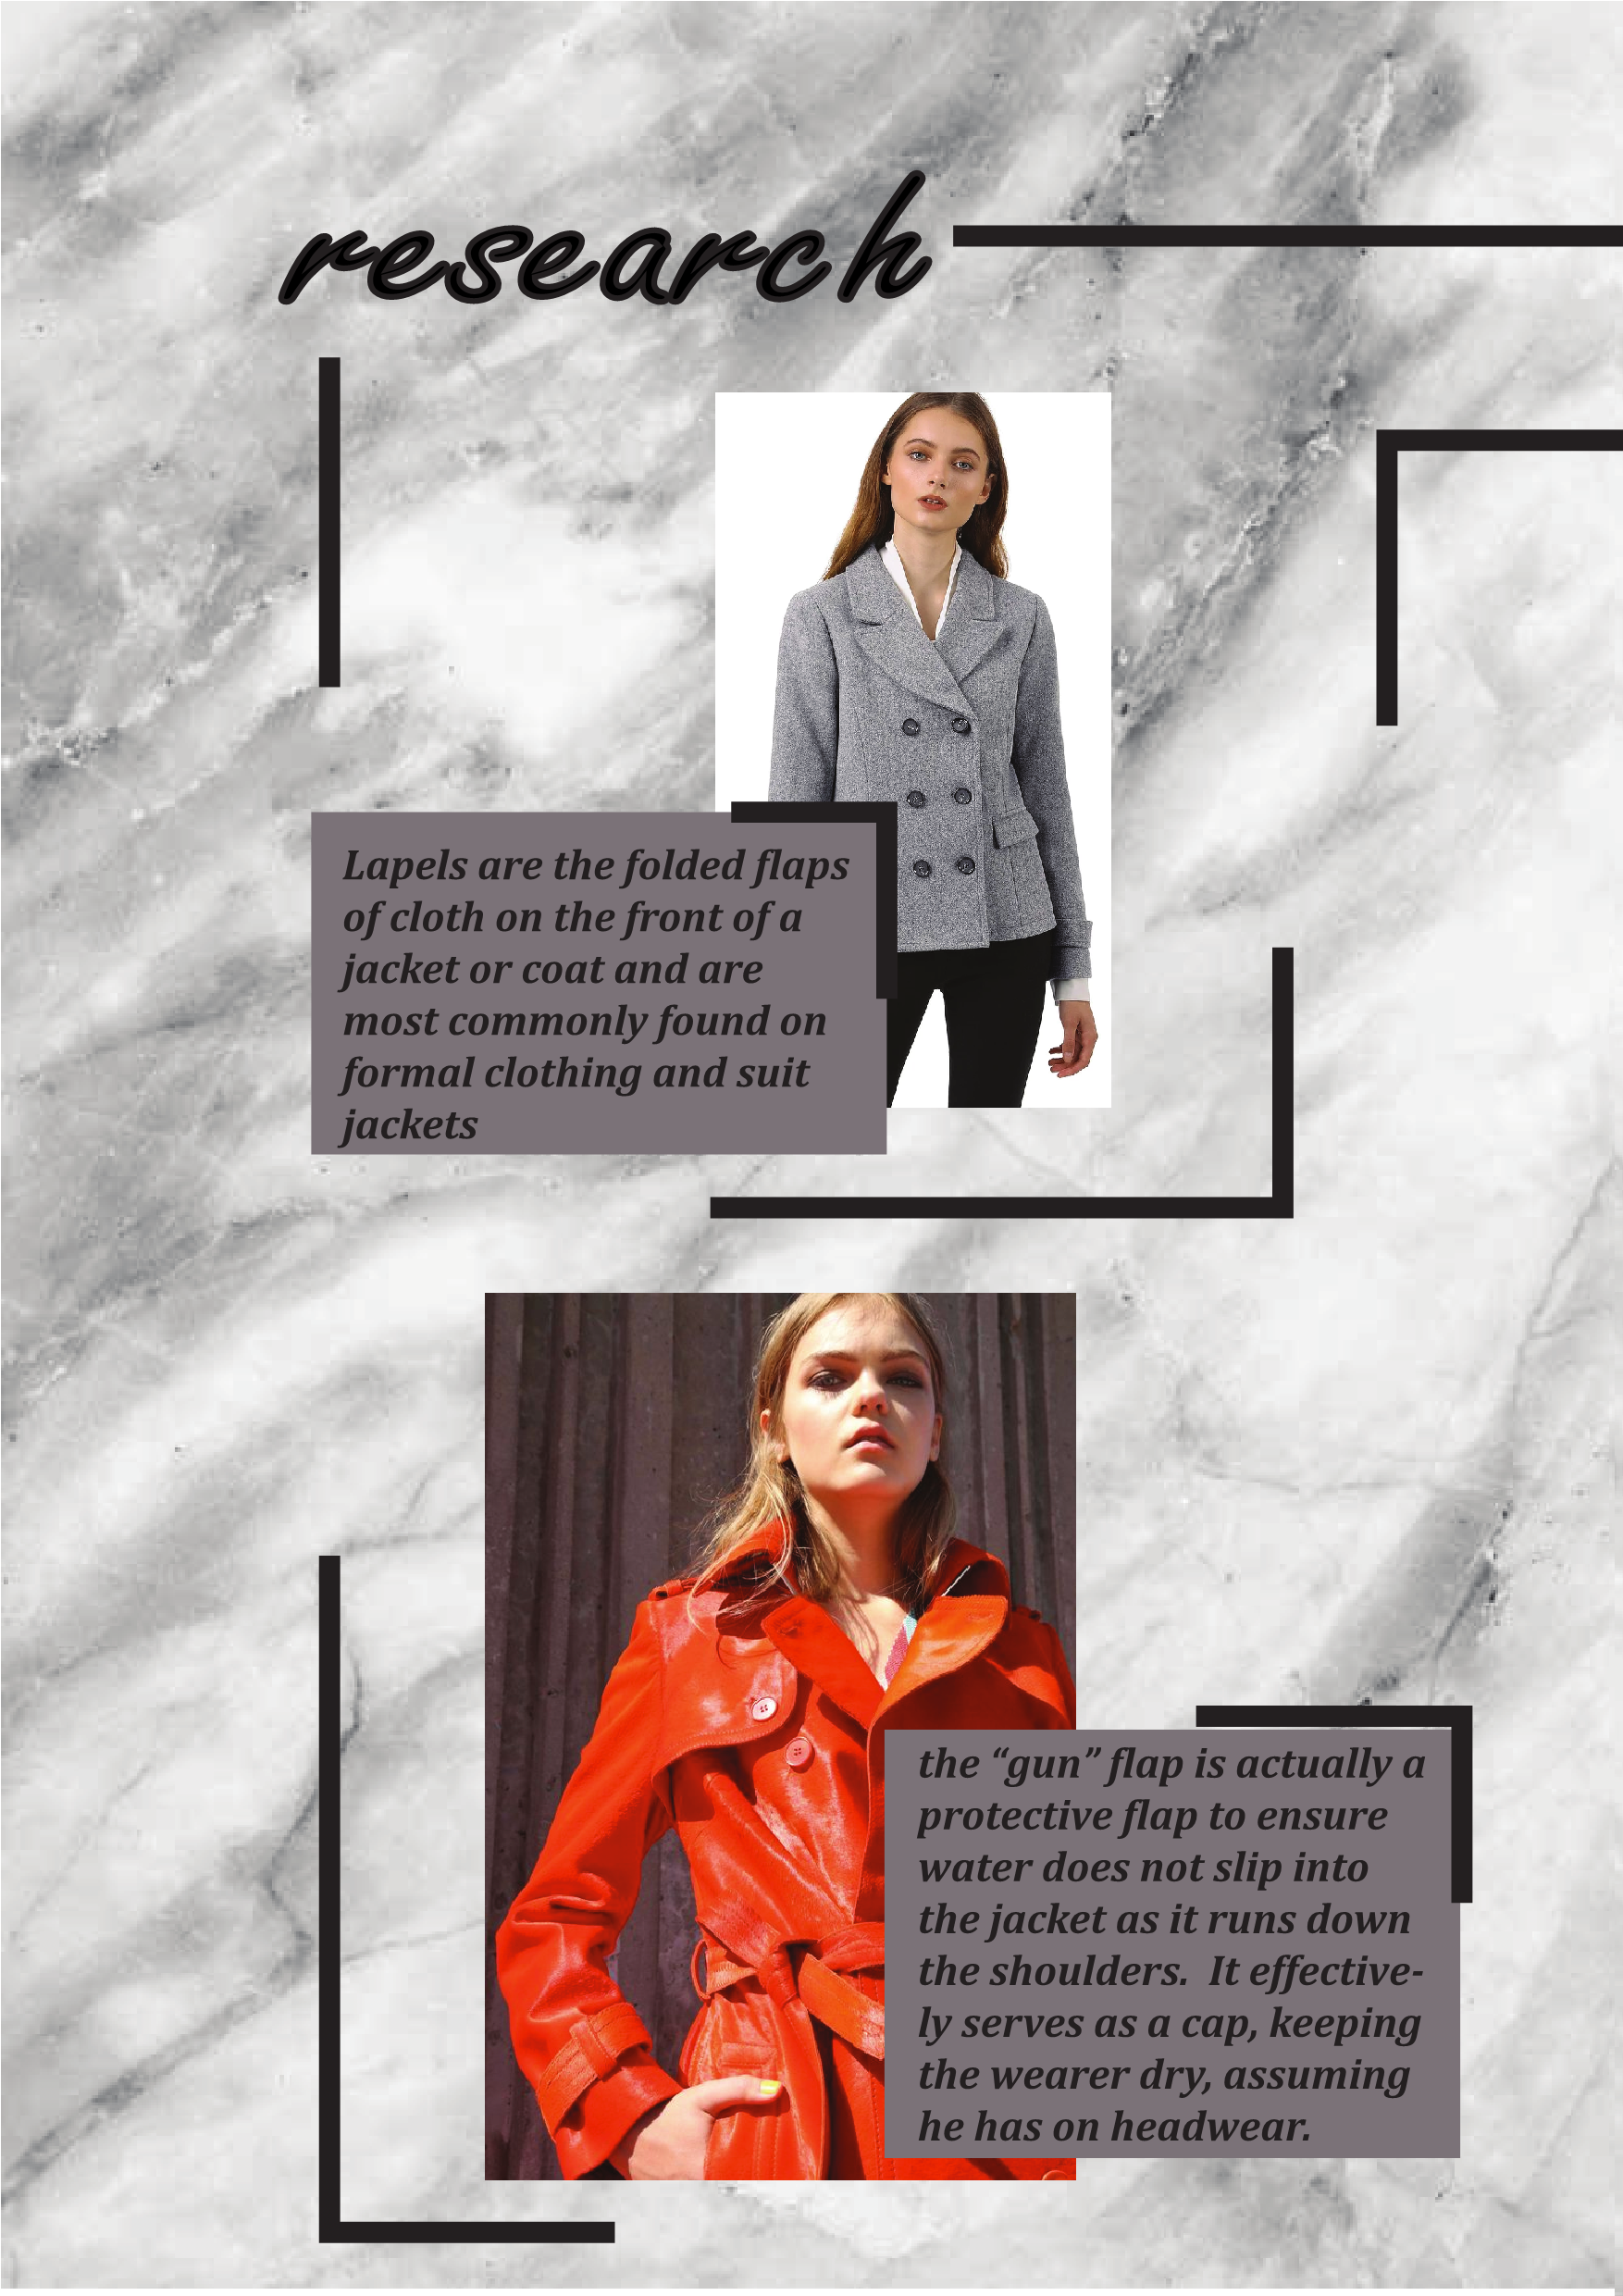 research
Lapels are the folded flaps
of cloth on the front of a
jacket or coat and are
most commonly found on
formal clothing and suit
jackets
the “gun” flap is actually a
protective flap to ensure
water does not slip into
the jacket as it runs down
the shoulders.  It effective-
ly serves as a cap, keeping
the wearer dry, assuming
he has on headwear.